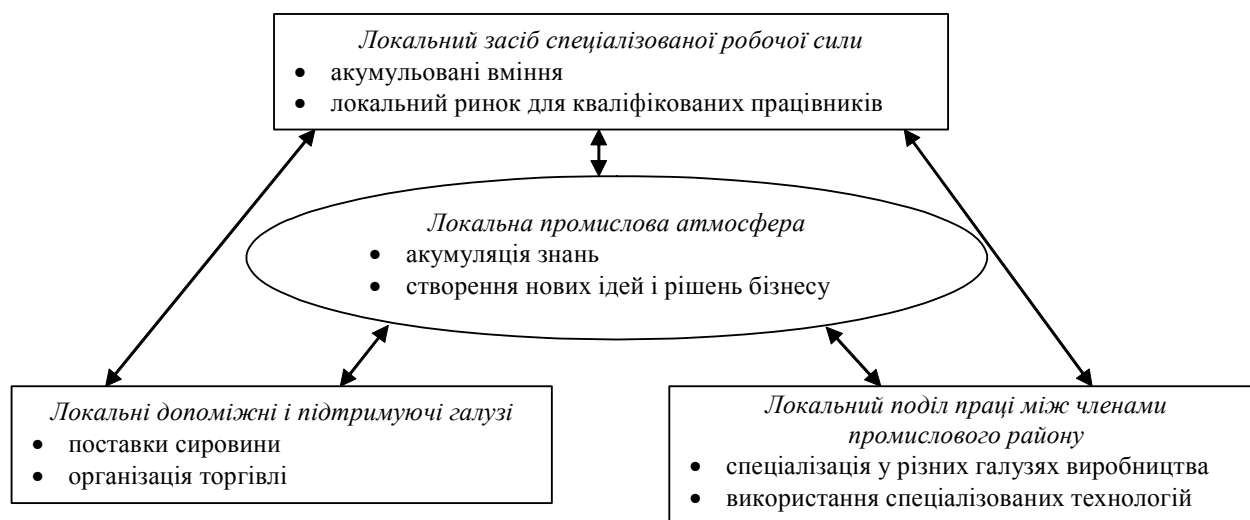 Локальний засіб спеціалізованої робочої сили
• акумульовані вміння
• локальний ринок для кваліфікованих працівників
Локальна промислова атмосфера
• акумуляція знань
• створення нових ідей і рішень бізнесу
Локальні допоміжні і підтримуючі галузі
• поставки сировини
• організація торгівлі
Локальний поділ праці між членами
промислового району
• спеціалізація у різних галузях виробництва
• використання спеціалізованих технологій